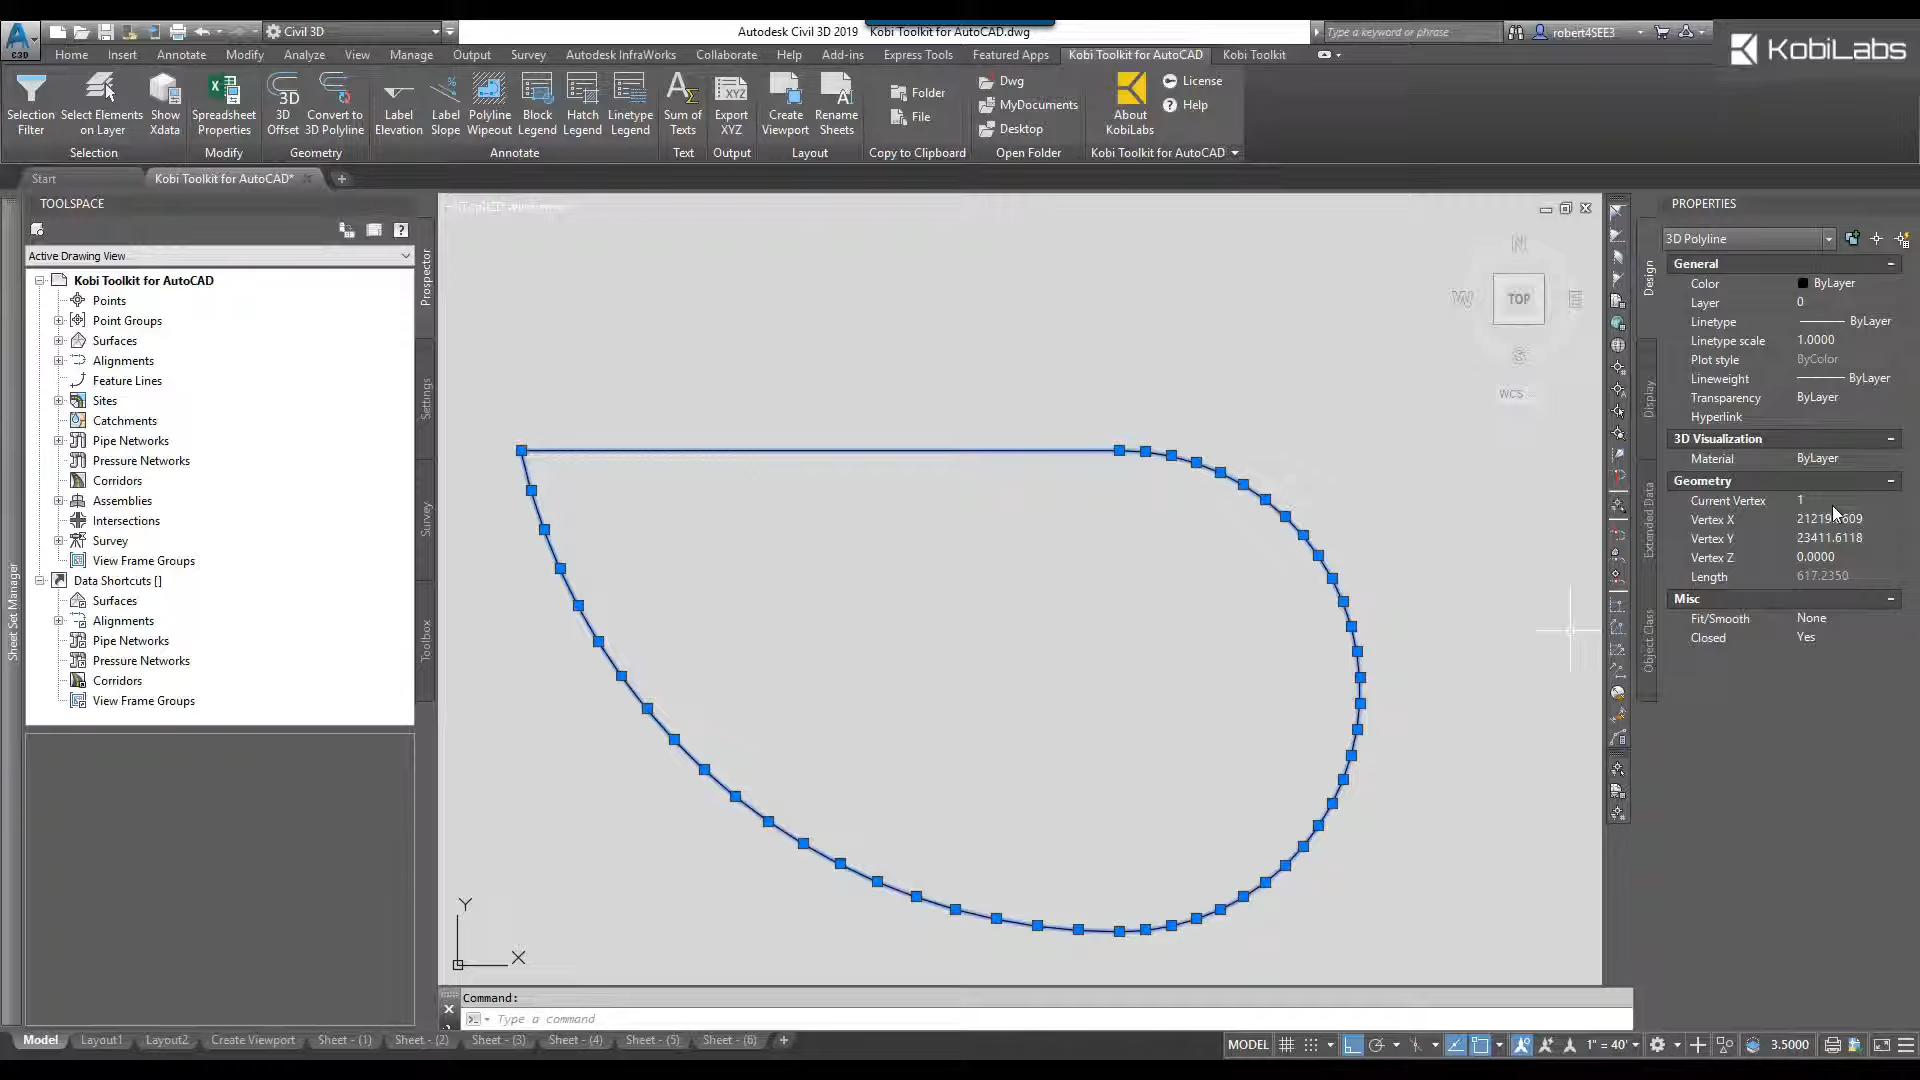 Civil 3D
Autodesk Civil 3D 2019 Kobi Toolkit for AutoCAD.dwg
Type a keyword or phrase
robert4SEE3
KobiLabs
C3D
Home Insert Annotate Modify Analyze View Manage Output Survey Autodesk InfraWorks Collaborate Help Add-ins Express Tools Featured Apps Kobi Toolkit for AutoCAD Kobi Toolkit
Selection Filter
Select Elements on Layer
Show Xdata
Spreadsheet Properties
3D
3D Offset
Convert to 3D Polyline
Label Elevation
Label Slope
Polyline Wipeout
Block Legend
Hatch Legend
Linetype Legend
Sum of Texts
XYZ
Export XYZ
Create Viewport
Rename Sheets
Folder
File
Dwg
MyDocuments
Desktop
About KobiLabs
License
Help
Selection Modify Geometry Annotate Text Output Layout Copy to Clipboard Open Folder Kobi Toolkit for AutoCAD
Start Kobi Toolkit for AutoCAD*
TOOLSPACE
Active Drawing View
Kobi Toolkit for AutoCAD
Points
Point Groups
Surfaces
Alignments
Feature Lines
Sites
Catchments
Pipe Networks
Pressure Networks
Corridors
Assemblies
Intersections
Survey
View Frame Groups
Data Shortcuts []
Surfaces
Alignments
Pipe Networks
Pressure Networks
Corridors
View Frame Groups
Sheet Set Manager
Prospector
Settings
Survey
Toolbox
N
W TOP E
S
WCS
Y
X
Design
Display
Extended Data
Object Class
PROPERTIES
3D Polyline
General
Color ByLayer
Layer 0
Linetype ByLayer
Linetype scale 1.0000
Plot style ByColor
Lineweight ByLayer
Transparency ByLayer
Hyperlink
3D Visualization
Material ByLayer
Geometry
Current Vertex 1
Vertex X
Vertex Y 23411.6118
Vertex Z 0.0000
Length 617.2350
Misc
Fit/Smooth None
Closed Yes
Command:
Type a command
Model Layout1 Layout2 Create Viewport Sheet - (1) Sheet - (2) Sheet - (3) Sheet - (4) Sheet - (5) Sheet - (6)
MODEL 1" = 40' 3.5000